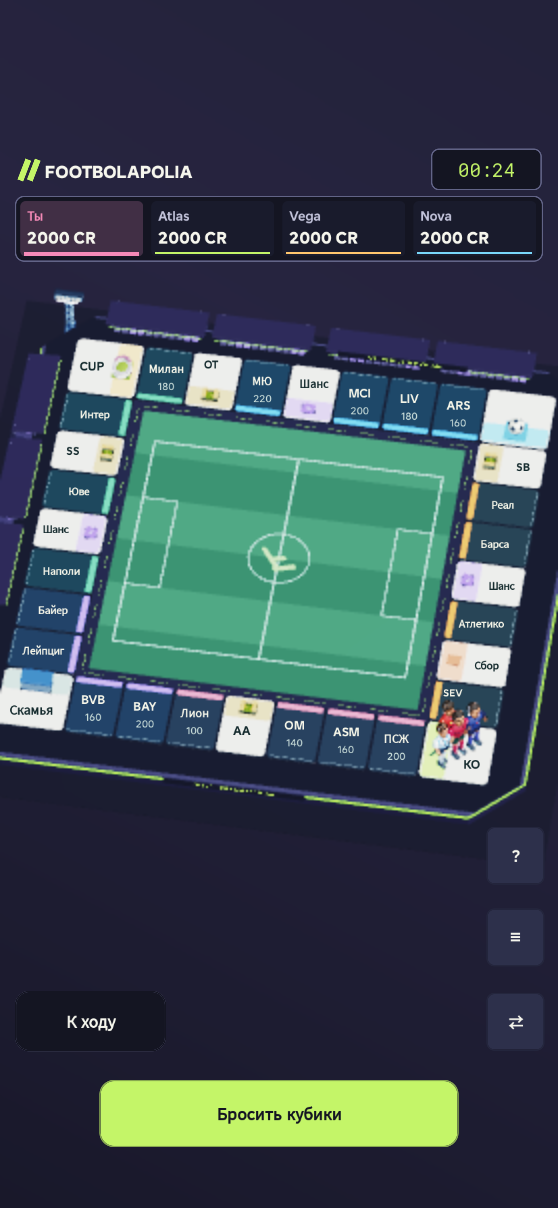 FOOTBOLAPOLIA
00:24
Ты
2000 CR
Atlas
2000 CR
Vega
2000 CR
Nova
2000 CR
CUP
Милан
180
ОТ
МЮ
220
Шанс
MCI
200
LIV
180
ARS
160
Интер
SS
Юве
Шанс
Наполи
Байер
Лейпциг
Скамья
SB
Реал
Барса
Шанс
Атлетико
Сбор
SEV
КО
BVB
160
BAY
200
Лион
100
АА
OM
140
ASM
160
ПСЖ
200
?
≡
К ходу
⇄
Бросить кубики